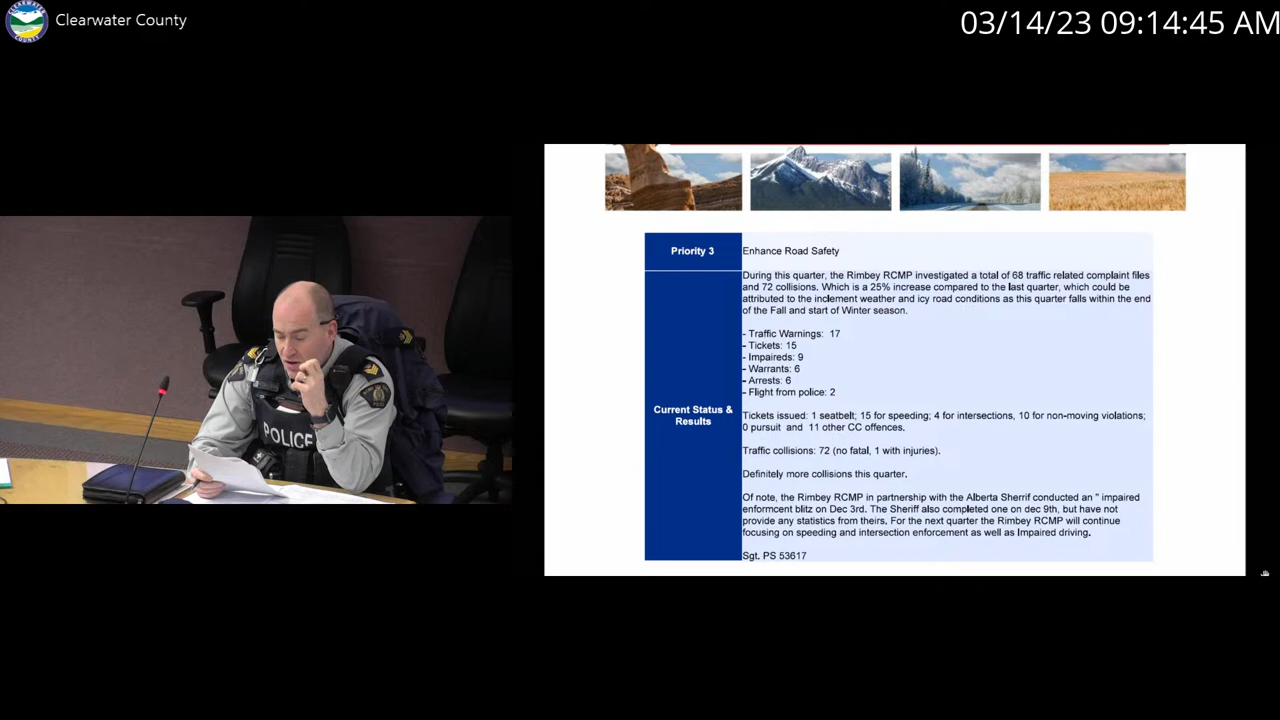 Clearwater County
03/14/23 09:14:45 AM
CLEARWATER
COUNTY
POLICE
Priority 3
Enhance Road Safety
Current Status &
Results
During this quarter, the Rimbey RCMP investigated a total of 68 traffic related complaint files
and 72 collisions. Which is a 25% increase compared to the last quarter, which could be
attributed to the inclement weather and icy road conditions as this quarter falls within the end
of the Fall and start of Winter season.
- Traffic Warnings: 17
- Tickets: 15
- Impaireds: 9
- Warrants: 6
- Arrests: 6
- Flight from police: 2
Tickets issued: 1 seatbelt; 15 for speeding; 4 for intersections, 10 for non-moving violations;
0 pursuit and 11 other CC offences.
Traffic collisions: 72 (no fatal, 1 with injuries).
Definitely more collisions this quarter.
Of note, the Rimbey RCMP in partnership with the Alberta Sherrif conducted an " impaired
enforcment blitz on Dec 3rd. The Sheriff also completed one on dec 9th, but have not
provide any statistics from theirs. For the next quarter the Rimbey RCMP will continue
focusing on speeding and intersection enforcement as well as Impaired driving.
Sgt. PS 53617